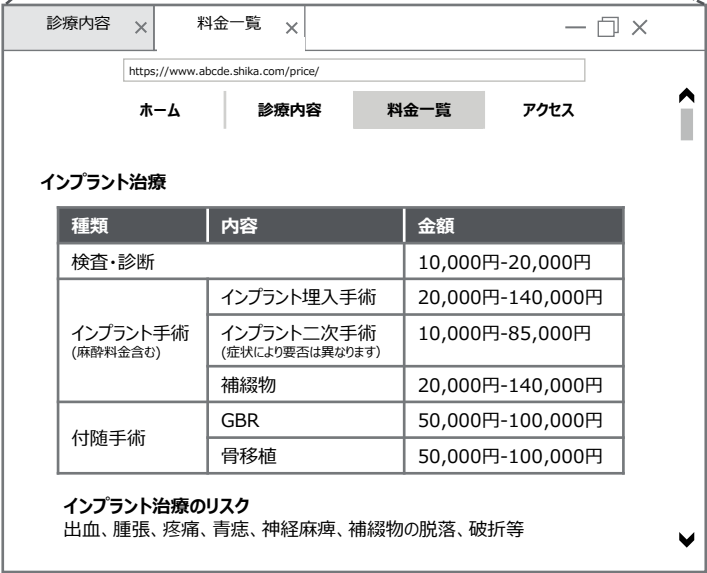 診療内容 × 料金一覧 ×
https;//www.abcde.shika.com/price/
ホーム 診療内容 料金一覧 アクセス
インプラント治療
種類 内容 金額
検査・診断 10,000円-20,000円
インプラント手術
(麻酔料金含む)
インプラント埋入手術 20,000円-140,000円
インプラント二次手術 10,000円-85,000円
(症状により要否は異なります)
補綴物 20,000円-140,000円
付随手術
GBR 50,000円-100,000円
骨移植 50,000円-100,000円
インプラント治療のリスク
出血、腫張、疼痛、青痣、神経麻痺、補綴物の脱落、破折等